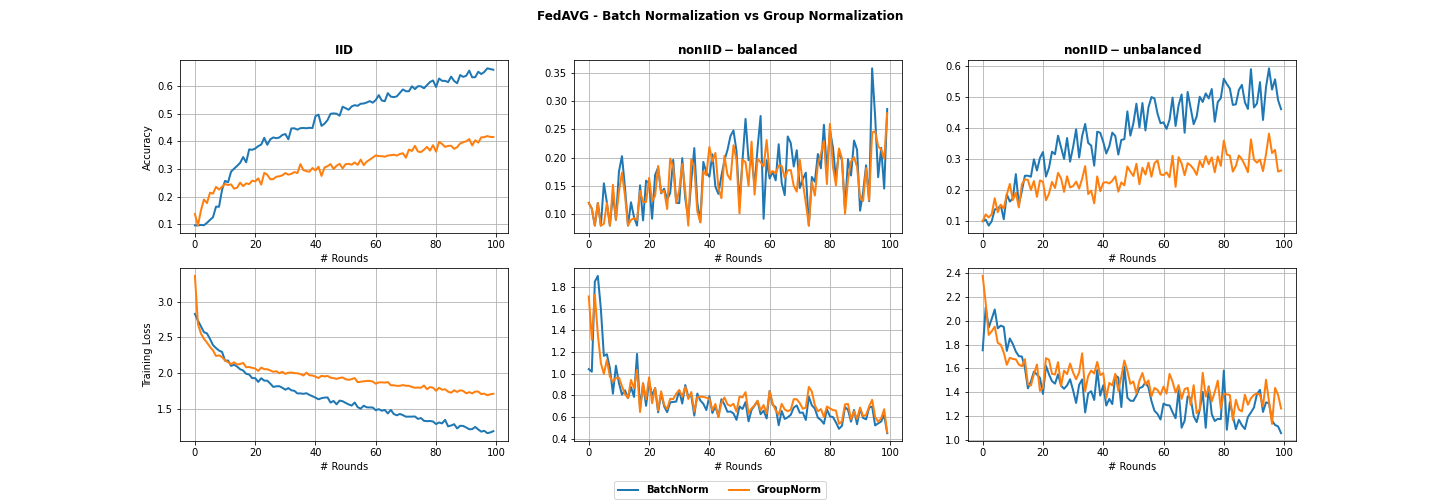 FedAVG - Batch Normalization vs Group Normalization
IID
nonIID − balanced
nonIID − unbalanced
Accuracy
0.6
0.5
0.4
0.3
0.2
0.1
0 20 40 60 80 100
# Rounds
0.35
0.30
0.25
0.20
0.15
0.10
0 20 40 60 80 100
# Rounds
0.6
0.5
0.4
0.3
0.2
0.1
0 20 40 60 80 100
# Rounds
Training Loss
3.0
2.5
2.0
1.5
0 20 40 60 80 100
# Rounds
1.8
1.6
1.4
1.2
1.0
0.8
0.6
0.4
0 20 40 60 80 100
# Rounds
2.4
2.2
2.0
1.8
1.6
1.4
1.2
1.0
0 20 40 60 80 100
# Rounds
BatchNorm GroupNorm